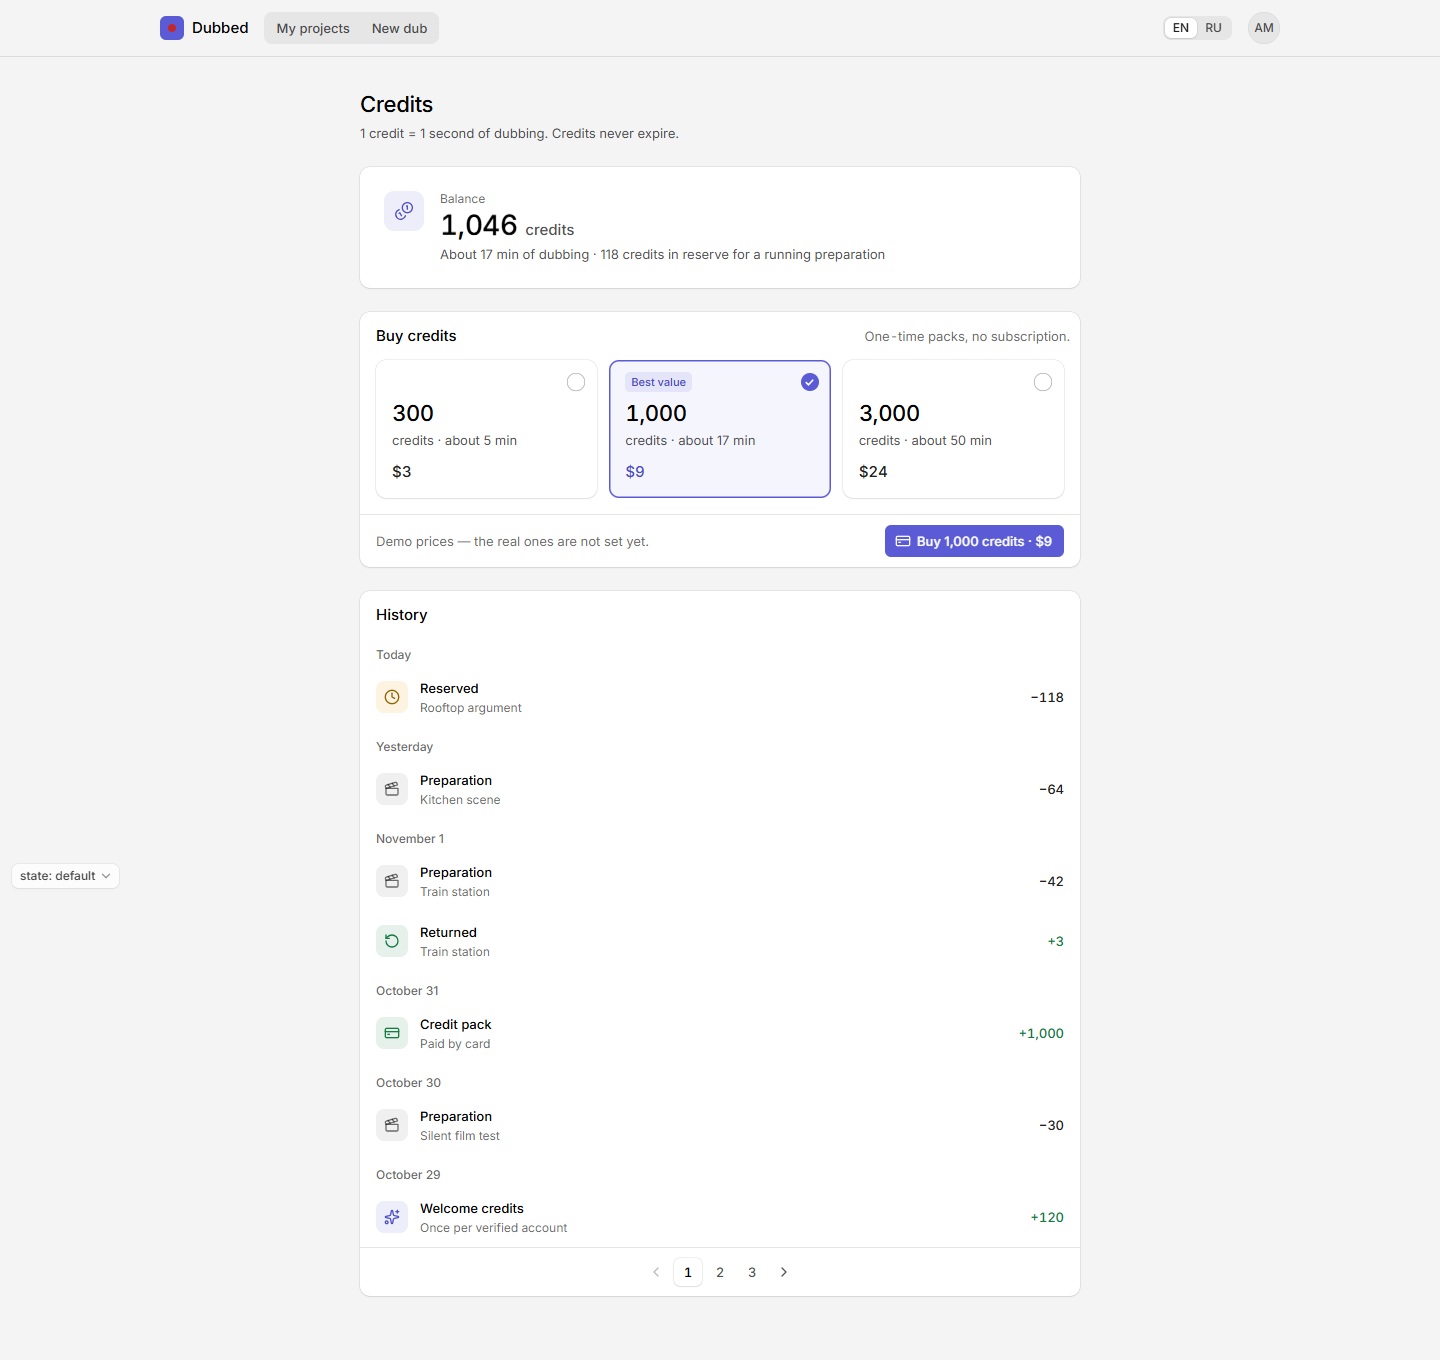 Dubbed
My projects
New dub
EN
RU
AM
Credits
1 credit = 1 second of dubbing. Credits never expire.
Balance
1,046 credits
About 17 min of dubbing · 118 credits in reserve for a running preparation
Buy credits
One-time packs, no subscription.
300
credits · about 5 min
$3
Best value
1,000
credits · about 17 min
$9
3,000
credits · about 50 min
$24
Demo prices — the real ones are not set yet.
Buy 1,000 credits · $9
History
Today
Reserved
Rooftop argument
−118
Yesterday
Preparation
Kitchen scene
−64
November 1
Preparation
Train station
−42
state: default
Returned
Train station
+3
October 31
Credit pack
Paid by card
+1,000
October 30
Preparation
Silent film test
−30
October 29
Welcome credits
Once per verified account
+120
1
2
3